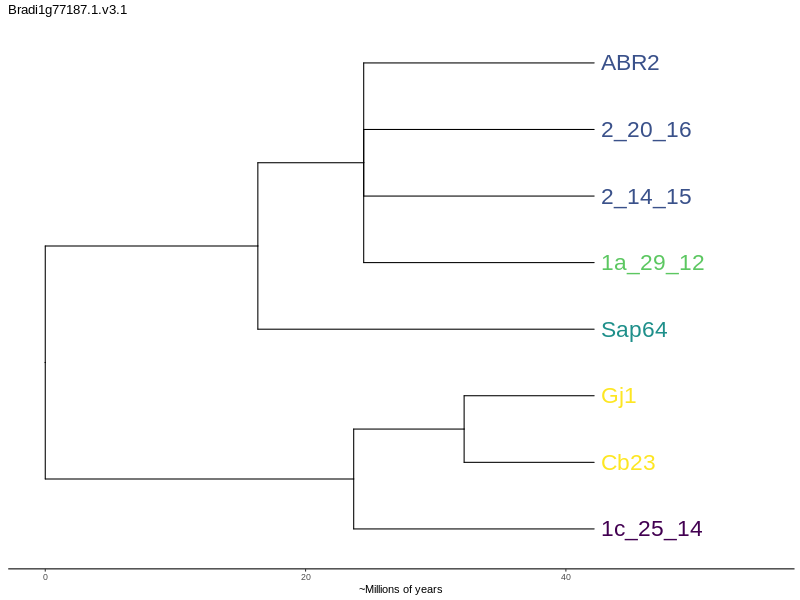 Bradi1g77187.1.v3.1
ABR2
2_20_16
2_14_15
1a_29_12
Sap64
Gj1
Cb23
1c_25_14
0 20 40
~Millions of years